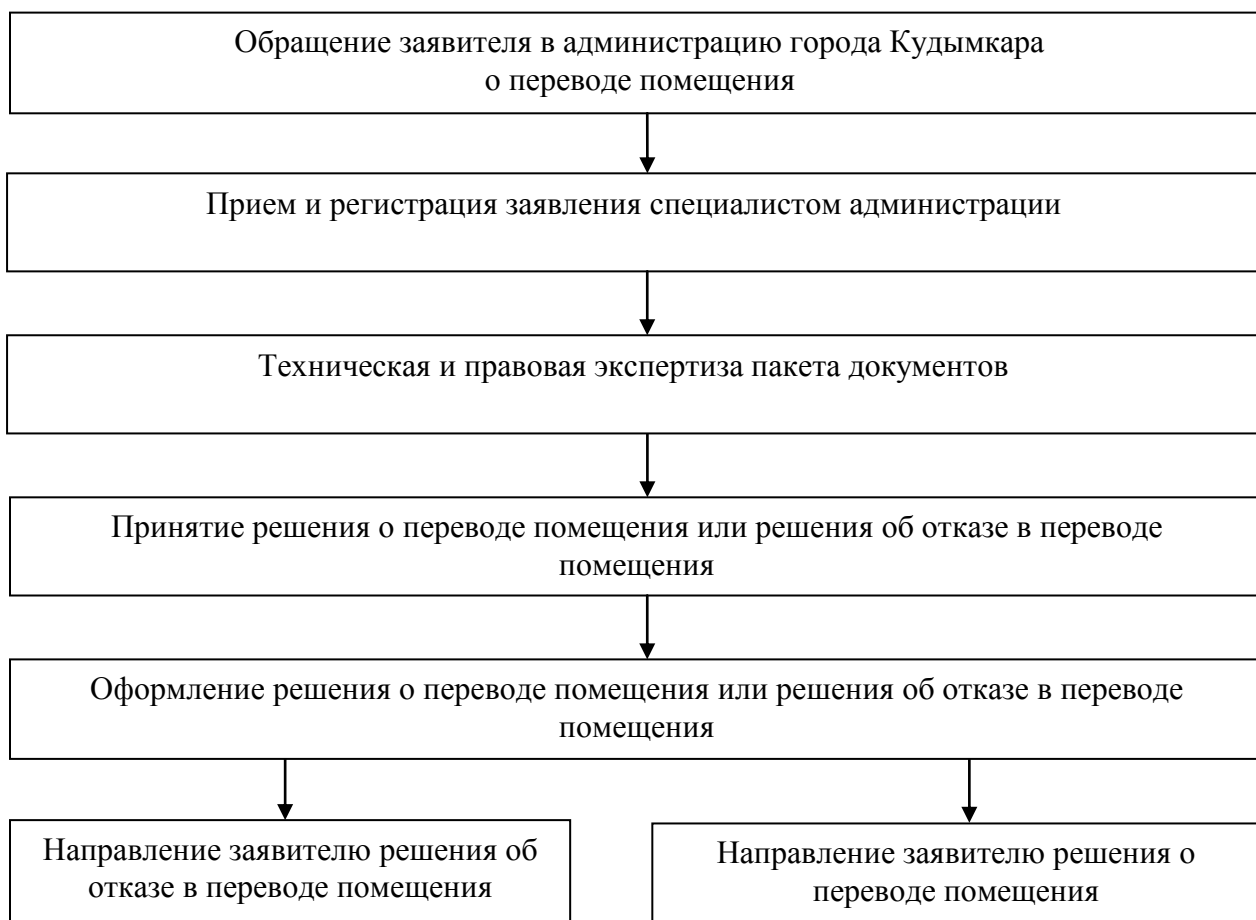 Обращение заявителя в администрацию города Кудымкара
о переводе помещения
Прием и регистрация заявления специалистом администрации
Техническая и правовая экспертиза пакета документов
Принятие решения о переводе помещения или решения об отказе в переводе
помещения
Оформление решения о переводе помещения или решения об отказе в переводе
помещения
Направление заявителю решения об
отказе в переводе помещения
Направление заявителю решения о
переводе помещения